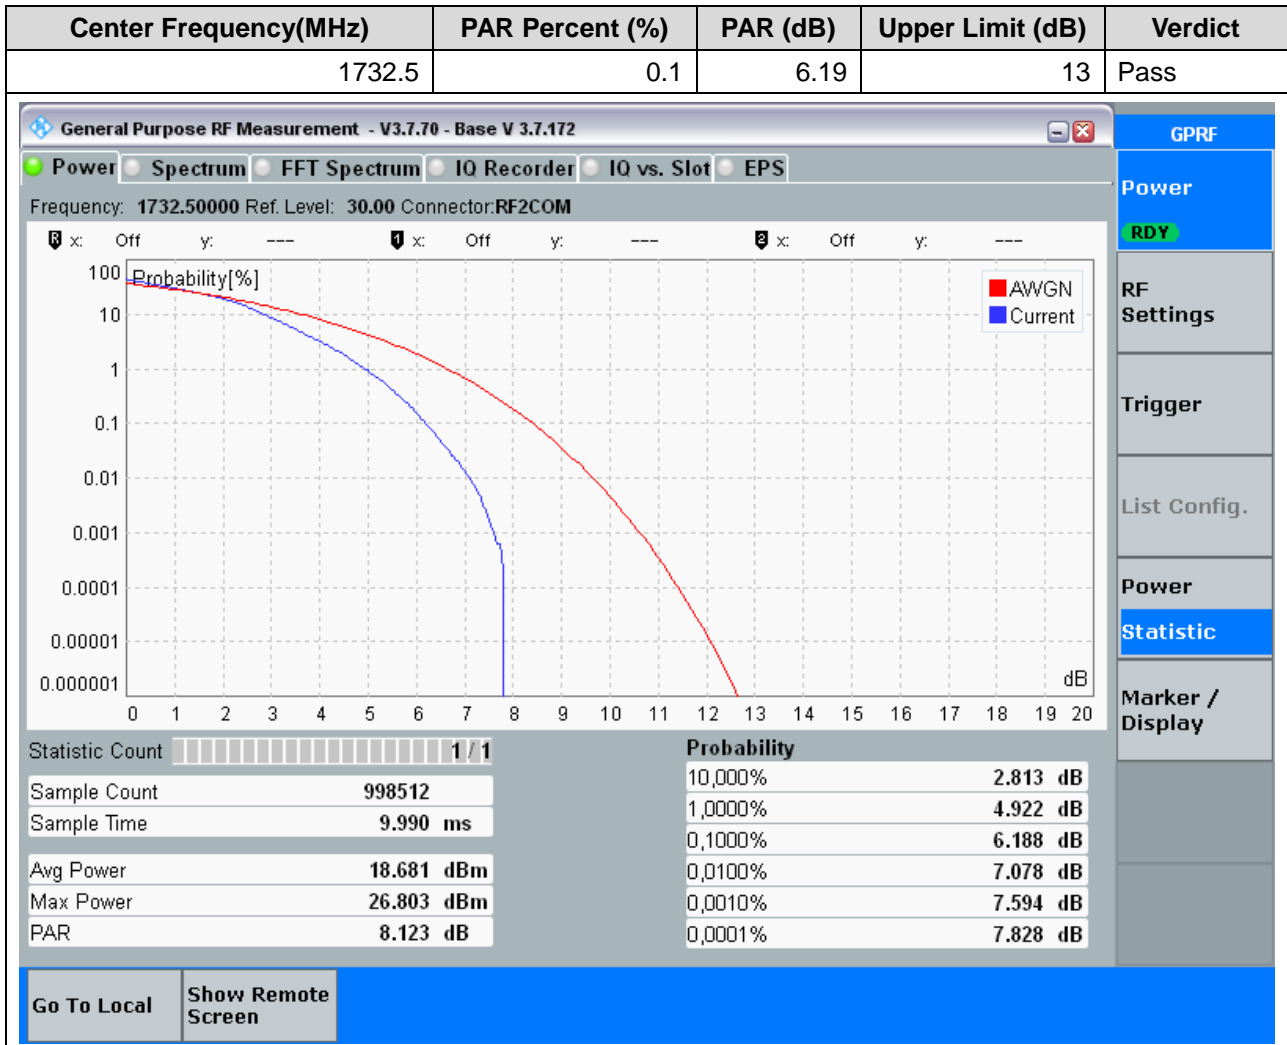 Center Frequency(MHz) PAR Percent (%) PAR (dB) Upper Limit (dB) Verdict
1732.5 0.1 6.19 13 Pass
General Purpose RF Measurement - V3.7.70 - Base V 3.7.172
GPRF
Power Spectrum FFT Spectrum IQ Recorder IQ vs. Slot EPS
Frequency: 1732.50000 Ref. Level: 30.00 Connector:RF2COM
R x: Off y: --- 1 x: Off y: --- 2 x: Off y: ---
Probability[%]
100
10
1
0.1
0.01
0.001
0.0001
0.00001
0.000001
AWGN
Current
dB
0 1 2 3 4 5 6 7 8 9 10 11 12 13 14 15 16 17 18 19 20
Statistic Count 1 / 1
Sample Count 998512
Sample Time 9.990 ms
Avg Power 18.681 dBm
Max Power 26.803 dBm
PAR 8.123 dB
Probability
10,000% 2.813 dB
1,0000% 4.922 dB
0,1000% 6.188 dB
0,0100% 7.078 dB
0,0010% 7.594 dB
0,0001% 7.828 dB
Power
RDY
RF
Settings
Trigger
List Config.
Power
Statistic
Marker /
Display
Go To Local
Show Remote
Screen